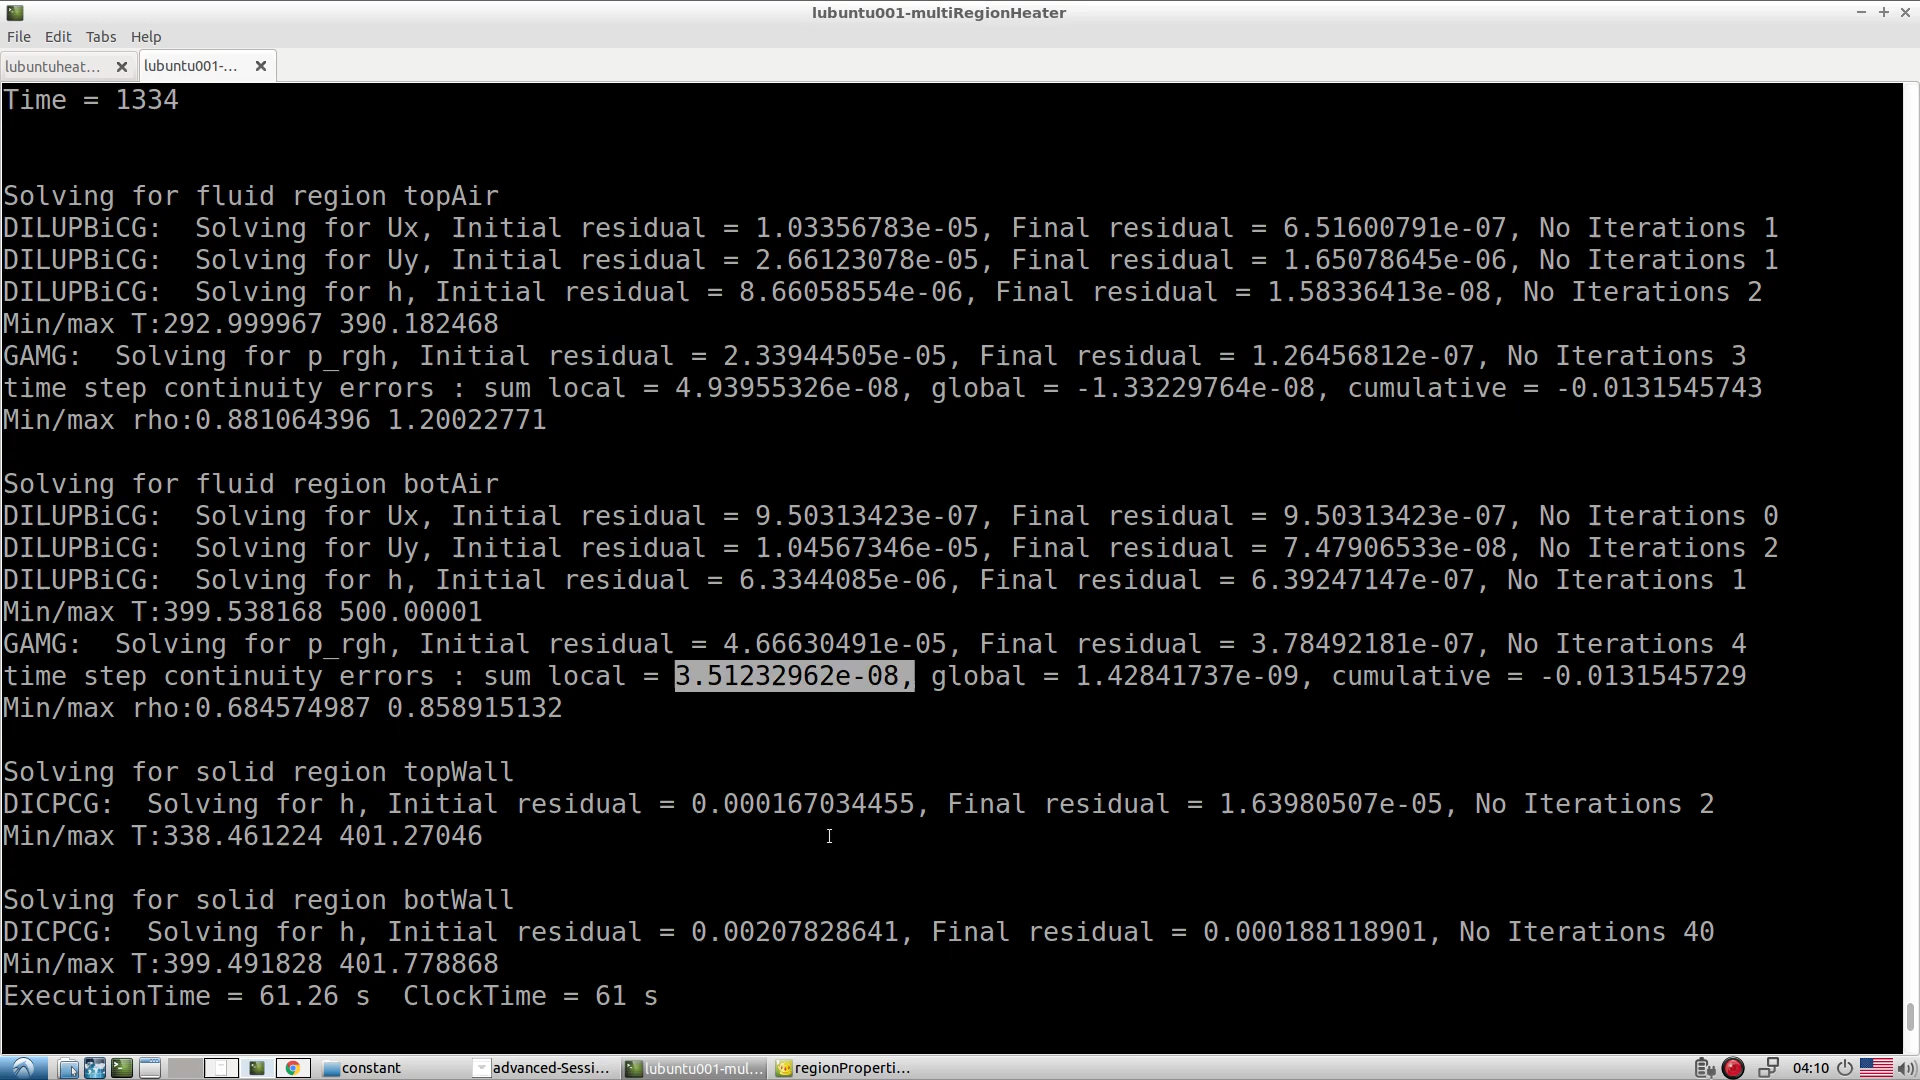 lubuntu001-multiRegionHeater
File Edit Tabs Help
lubuntuheat...
lubuntu001-...
Time = 1334
Solving for fluid region topAir
DILUPBiCG:  Solving for Ux, Initial residual = 1.03356783e-05, Final residual = 6.51600791e-07, No Iterations 1
DILUPBiCG:  Solving for Uy, Initial residual = 2.66123078e-05, Final residual = 1.65078645e-06, No Iterations 1
DILUPBiCG:  Solving for h, Initial residual = 8.66058554e-06, Final residual = 1.58336413e-08, No Iterations 2
Min/max T:292.999967 390.182468
GAMG:  Solving for p_rgh, Initial residual = 2.33944505e-05, Final residual = 1.26456812e-07, No Iterations 3
time step continuity errors : sum local = 4.93955326e-08, global = -1.33229764e-08, cumulative = -0.0131545743
Min/max rho:0.881064396 1.20022771
Solving for fluid region botAir
DILUPBiCG:  Solving for Ux, Initial residual = 9.50313423e-07, Final residual = 9.50313423e-07, No Iterations 0
DILUPBiCG:  Solving for Uy, Initial residual = 1.04567346e-05, Final residual = 7.47906533e-08, No Iterations 2
DILUPBiCG:  Solving for h, Initial residual = 6.3344085e-06, Final residual = 6.39247147e-07, No Iterations 1
Min/max T:399.538168 500.00001
GAMG:  Solving for p_rgh, Initial residual = 4.66630491e-05, Final residual = 3.78492181e-07, No Iterations 4
time step continuity errors : sum local = 3.51232962e-08, global = 1.42841737e-09, cumulative = -0.0131545729
Min/max rho:0.684574987 0.858915132
Solving for solid region topWall
DICPCG:  Solving for h, Initial residual = 0.000167034455, Final residual = 1.63980507e-05, No Iterations 2
Min/max T:338.461224 401.27046
Solving for solid region botWall
DICPCG:  Solving for h, Initial residual = 0.00207828641, Final residual = 0.000188118901, No Iterations 40
Min/max T:399.491828 401.778868
ExecutionTime = 61.26 s  ClockTime = 61 s
constant
advanced-Sessi...
lubuntu001-mul...
regionProperti...
04:10